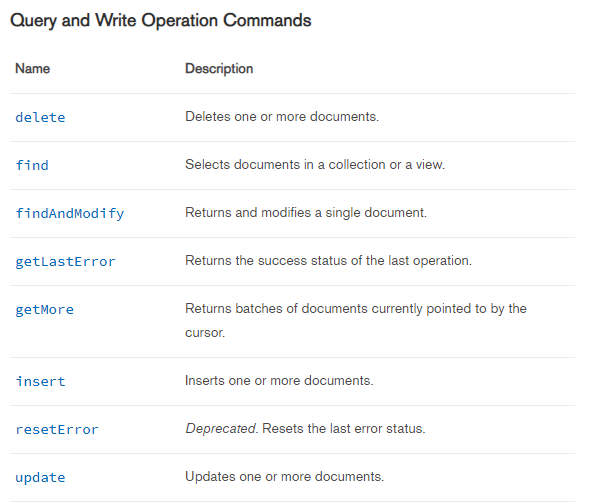 Query and Write Operation Commands
Name Description
delete Deletes one or more documents.
find Selects documents in a collection or a view.
findAndModify Returns and modifies a single document.
getLastError Returns the success status of the last operation.
getMore Returns batches of documents currently pointed to by the
cursor.
insert Inserts one or more documents.
resetError Deprecated. Resets the last error status.
update Updates one or more documents.